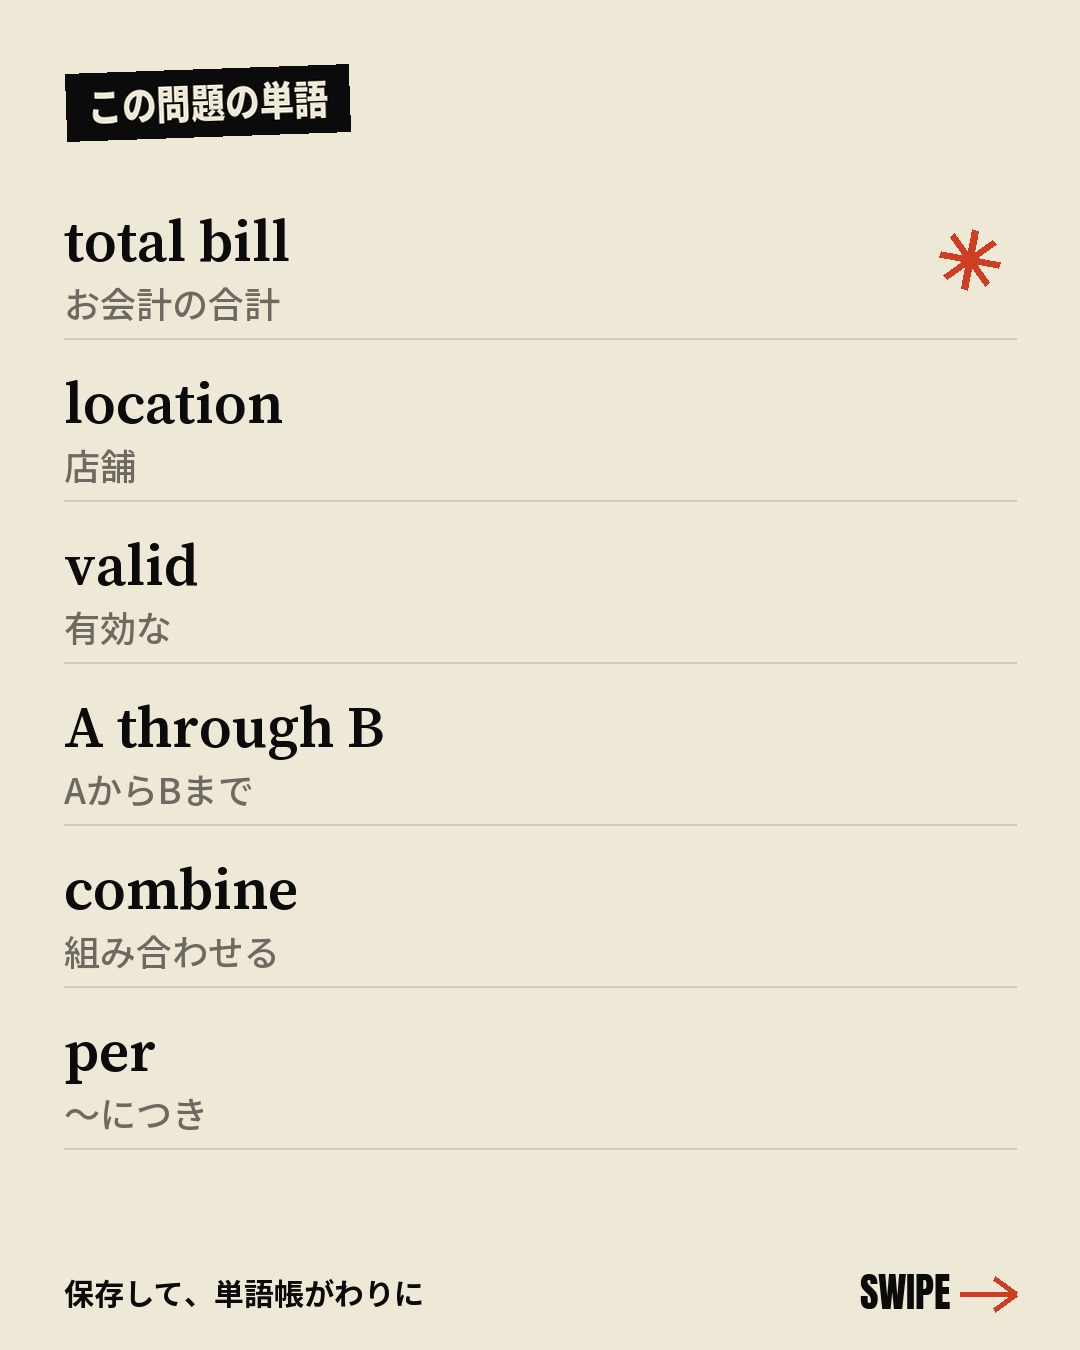 この問題の単語
total bill
お会計の合計
location
店舗
valid
有効な
A through B
AからBまで
combine
組み合わせる
per
〜につき
保存して、単語帳がわりに
SWIPE